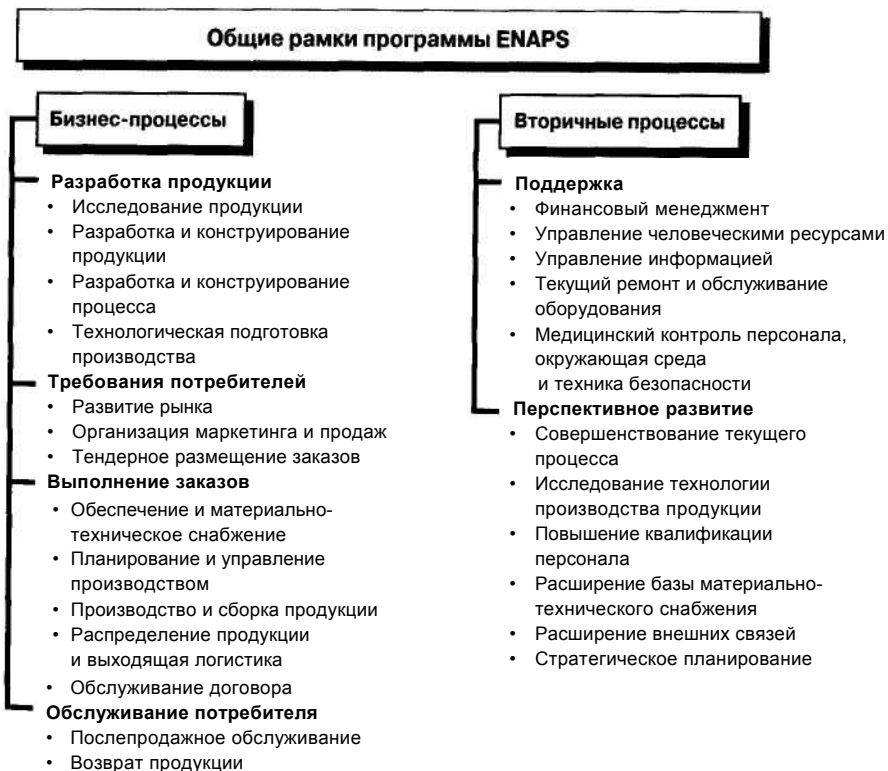 Общие рамки программы ENAPS
Бизнес-процессы
Разработка продукции
• Исследование продукции
• Разработка и конструирование
продукции
• Разработка и конструирование
процесса
• Технологическая подготовка
производства
Требования потребителей
• Развитие рынка
• Организация маркетинга и продаж
• Тендерное размещение заказов
Выполнение заказов
• Обеспечение и материально-
техническое снабжение
• Планирование и управление
производством
• Производство и сборка продукции
• Распределение продукции
и выходящая логистика
• Обслуживание договора
Обслуживание потребителя
• Послепродажное обслуживание
• Возврат продукции
Вторичные процессы
Поддержка
• Финансовый менеджмент
• Управление человеческими ресурсами
• Управление информацией
• Текущий ремонт и обслуживание
оборудования
• Медицинский контроль персонала,
окружающая среда
и техника безопасности
Перспективное развитие
• Совершенствование текущего
процесса
• Исследование технологии
производства продукции
• Повышение квалификации
персонала
• Расширение базы материально-
технического снабжения
• Расширение внешних связей
• Стратегическое планирование